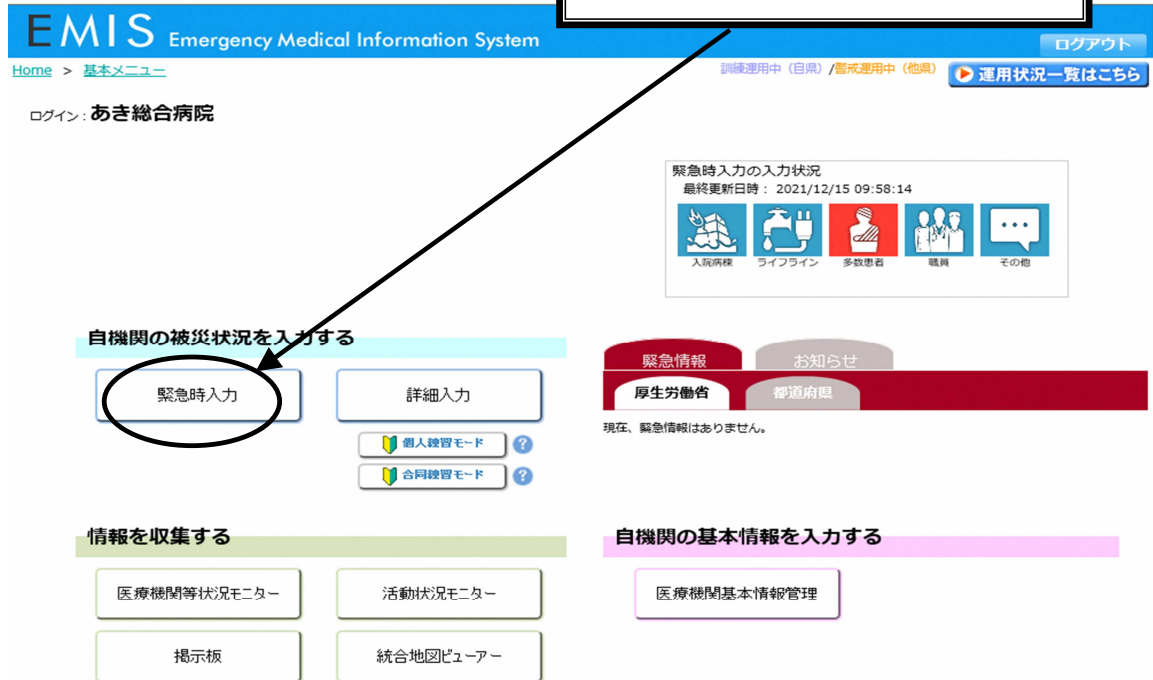 EMIS Emergency Medical Information System
ログアウト
Home > 基本メニュー
訓練運用中（自県）/警戒運用中（他県）
運用状況一覧はこちら
ログイン : あき総合病院
緊急時入力の入力状況
最終更新日時： 2021/12/15 09:58:14
入院病棟 ライフライン 多数患者 職員 その他
自機関の被災状況を入力する
緊急時入力 詳細入力
個人練習モード ?
合同練習モード ?
緊急情報 お知らせ
厚生労働省 都道府県
現在、緊急情報はありません。
情報を収集する
医療機関等状況モニター 活動状況モニター
掲示板 統合地図ビューアー
自機関の基本情報を入力する
医療機関基本情報管理